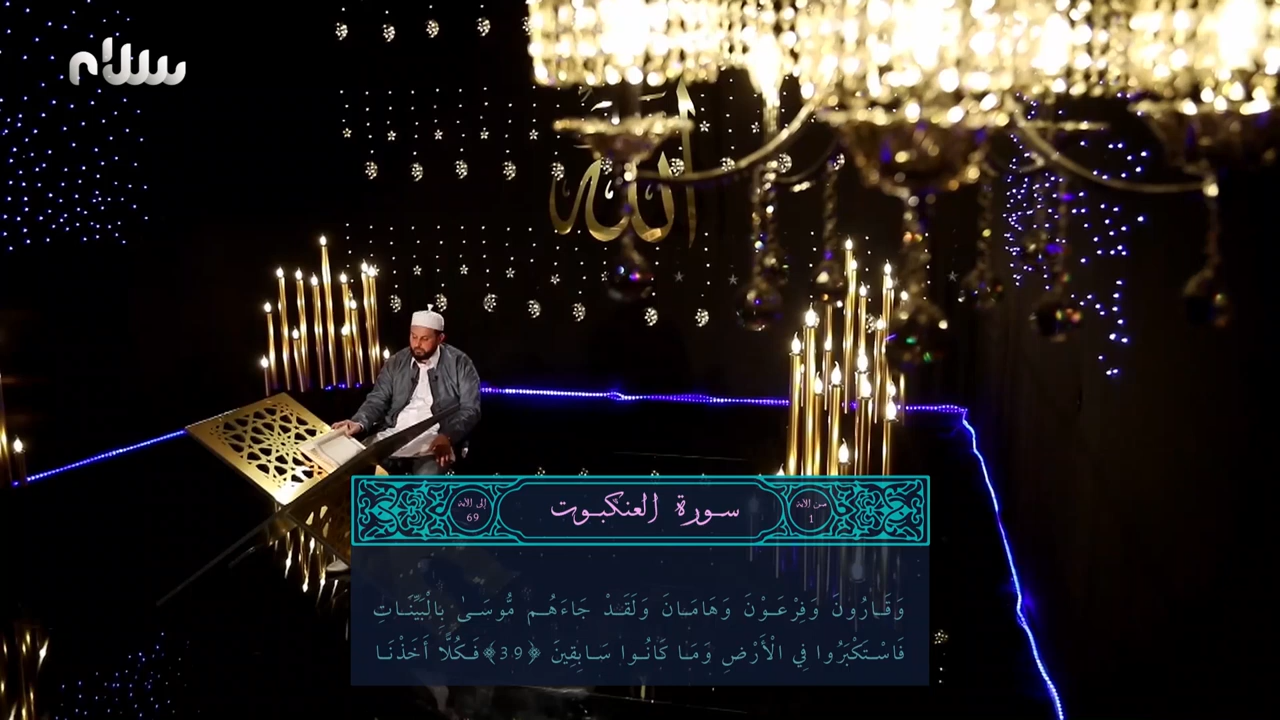 سلام
الله
من الآية
1
سورة العنكبوت
إلى الآية
69
وَقَارُونَ وَفِرْعَوْنَ وَهَامَانَ وَلَقَدْ جَاءَهُم مُّوسَىٰ بِالْبَيِّنَاتِ
فَاسْتَكْبَرُوا فِي الْأَرْضِ وَمَا كَانُوا سَابِقِينَ ﴿39﴾ فَكُلًّا أَخَذْنَا